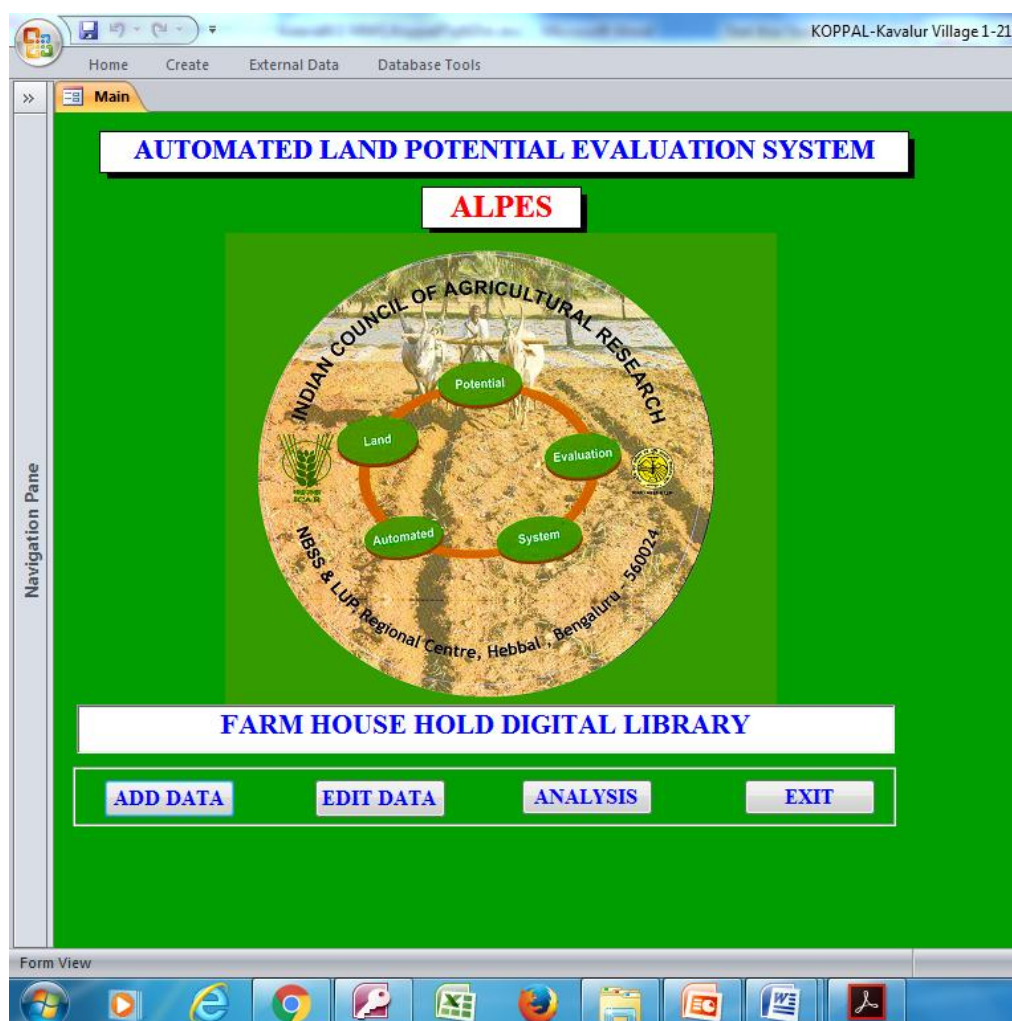 KOPPAL-Kavalur Village 1-21
Home Create External Data Database Tools
»
Main
Navigation Pane
AUTOMATED LAND POTENTIAL EVALUATION SYSTEM
ALPES
INDIAN COUNCIL OF AGRICULTURAL RESEARCH
Potential
Land
Evaluation
ICAR
Automated
System
NBSS & LUP, Regional Centre, Hebbal , Bengaluru - 560024
FARM HOUSE HOLD DIGITAL LIBRARY
ADD DATA EDIT DATA ANALYSIS EXIT
Form View